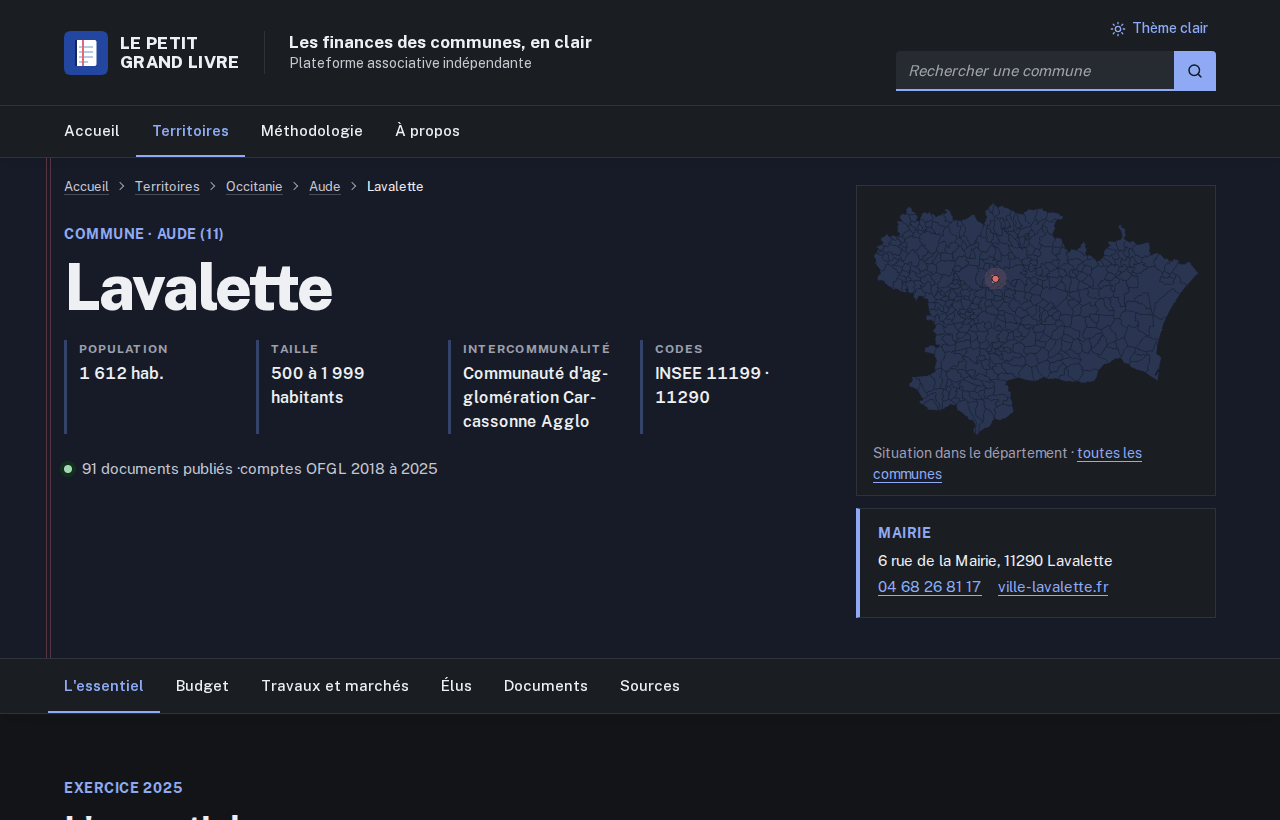 LE PETIT
GRAND LIVRE
Les finances des communes, en clair
Plateforme associative indépendante
Thème clair
Rechercher une commune
Accueil
Territoires
Méthodologie
À propos
Accueil > Territoires > Occitanie > Aude > Lavalette
COMMUNE · AUDE (11)
Lavalette
POPULATION
1 612 hab.
TAILLE
500 à 1 999
habitants
INTERCOMMUNALITÉ
Communauté d'ag-
glomération Car-
cassonne Agglo
CODES
INSEE 11199 ·
11290
91 documents publiés ·comptes OFGL 2018 à 2025
Situation dans le département · toutes les
communes
MAIRIE
6 rue de la Mairie, 11290 Lavalette
04 68 26 81 17 ville-lavalette.fr
L'essentiel
Budget
Travaux et marchés
Élus
Documents
Sources
EXERCICE 2025
L'essentiel